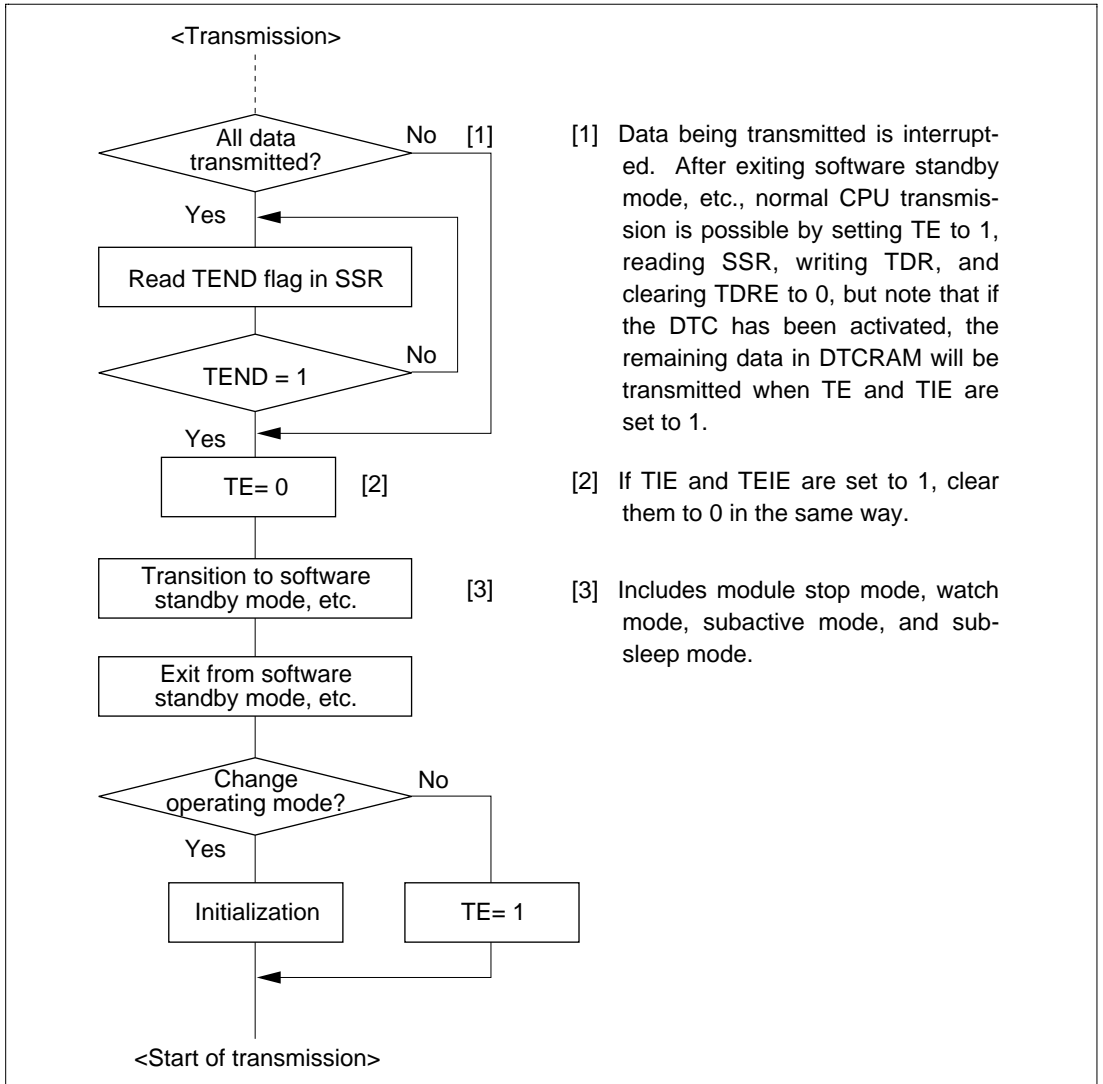 <Transmission>
All data
transmitted?
No
[1]
Yes
Read TEND flag in SSR
TEND = 1
No
Yes
TE= 0
[2]
Transition to software
standby mode, etc.
[3]
Exit from software
standby mode, etc.
Change
operating mode?
No
Yes
Initialization
TE= 1
<Start of transmission>
[1] Data being transmitted is interrupt-
ed. After exiting software standby
mode, etc., normal CPU transmis-
sion is possible by setting TE to 1,
reading SSR, writing TDR, and
clearing TDRE to 0, but note that if
the DTC has been activated, the
remaining data in DTCRAM will be
transmitted when TE and TIE are
set to 1.
[2] If TIE and TEIE are set to 1, clear
them to 0 in the same way.
[3] Includes module stop mode, watch
mode, subactive mode, and sub-
sleep mode.